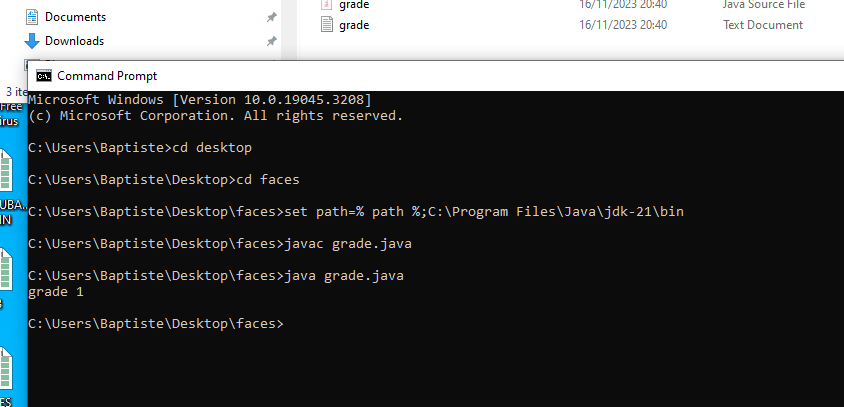 grade 16/11/2023 20:40 Java Source File
Documents
grade 16/11/2023 20:40 Text Document
Downloads
Command Prompt
3 ite
Free
irus
Microsoft Windows [Version 10.0.19045.3208]
(c) Microsoft Corporation. All rights reserved.
C:\Users\Baptiste>cd desktop
C:\Users\Baptiste\Desktop>cd faces
UBA..
IN
C:\Users\Baptiste\Desktop\faces>set path=% path %;C:\Program Files\Java\jdk-21\bin
C:\Users\Baptiste\Desktop\faces>javac grade.java
C:\Users\Baptiste\Desktop\faces>java grade.java
grade 1
C:\Users\Baptiste\Desktop\faces>
ES